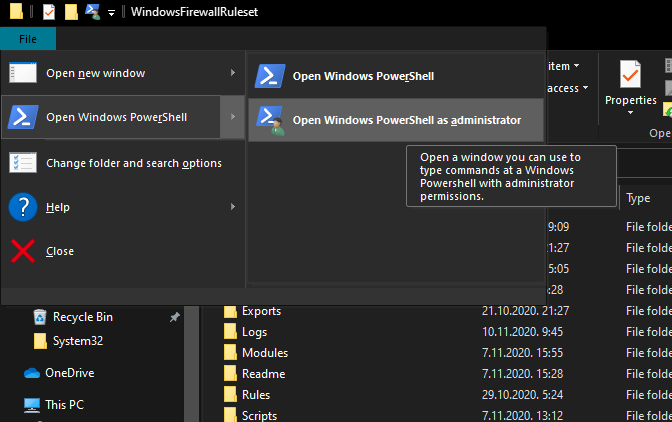 WindowsFirewallRuleset
File
Open new window
Open Windows PowerShell
Change folder and search options
Help
Close
Open Windows PowerShell
Open Windows PowerShell as administrator
Open a window you can use to
type commands at a Windows
Powershell with administrator
permissions.
item
access
Properties
Type
9:09 File folde
1:27 File folde
5:05 File folde
:28 File folde
Exports 21.10.2020. 21:27 File folde
Logs 10.11.2020. 9:45 File folde
Modules 7.11.2020. 15:55 File folde
Readme 7.11.2020. 15:28 File folde
Rules 29.10.2020. 5:24 File folde
Scripts 7.11.2020. 13:12 File folde
Recycle Bin
System32
OneDrive
This PC